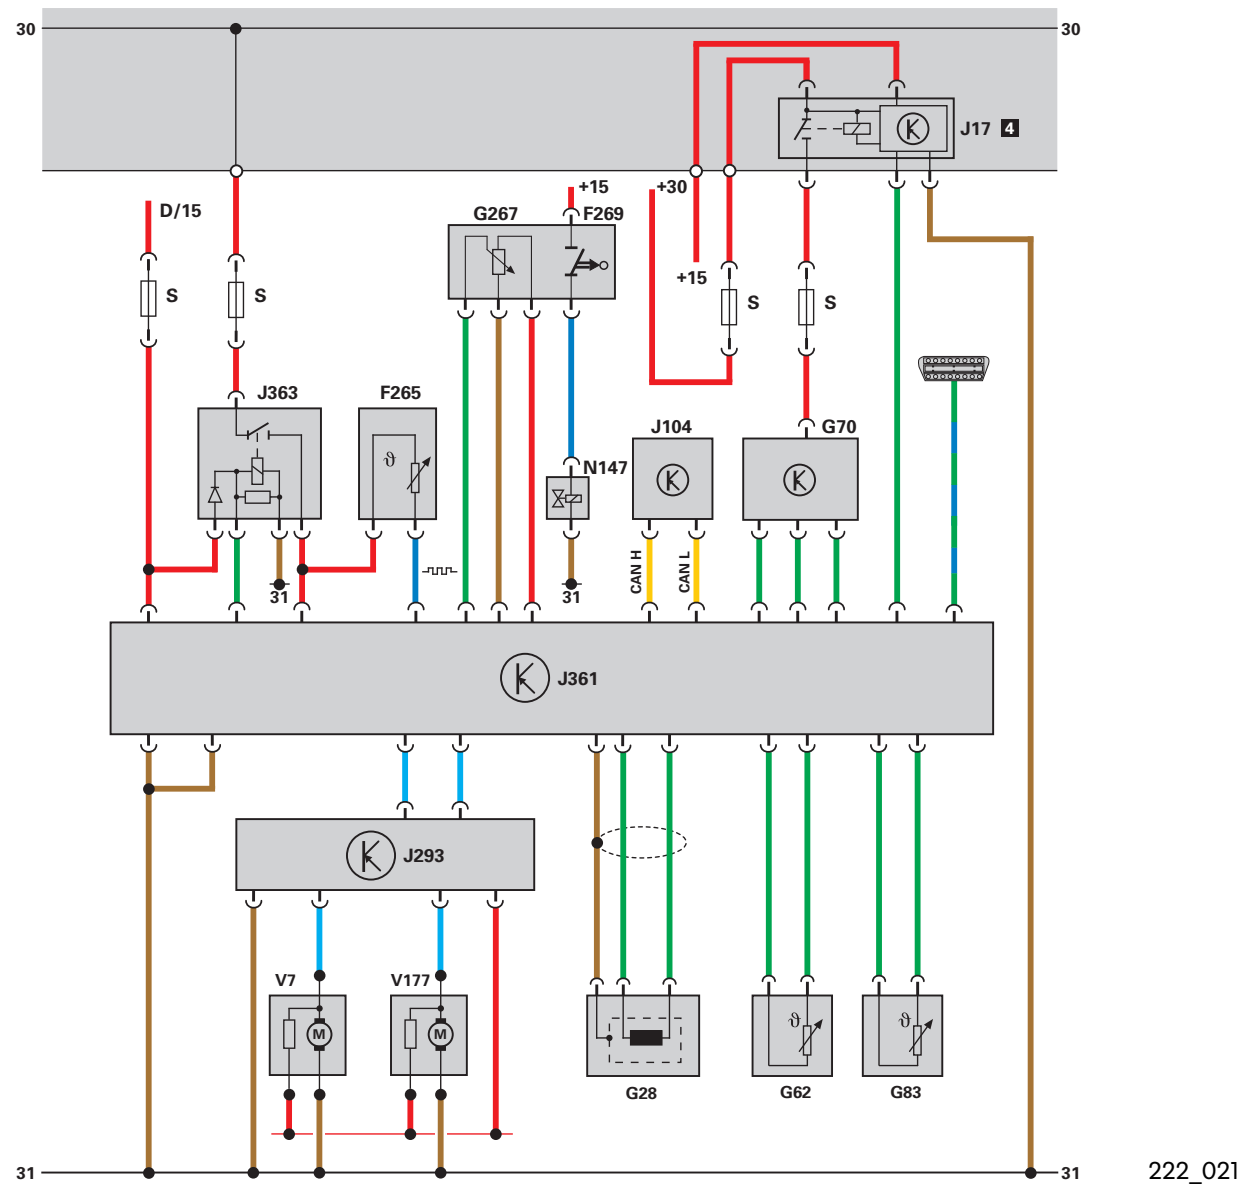 30 30
J17 4
D/15 +15 +30
G267 F269
+15
S S S S
J363 F265
J104 G70
ϑ
N147
CAN H CAN L
31 31
J361
J293
V7 V177
M M ϑ ϑ
G28 G62 G83
31 31
222_021